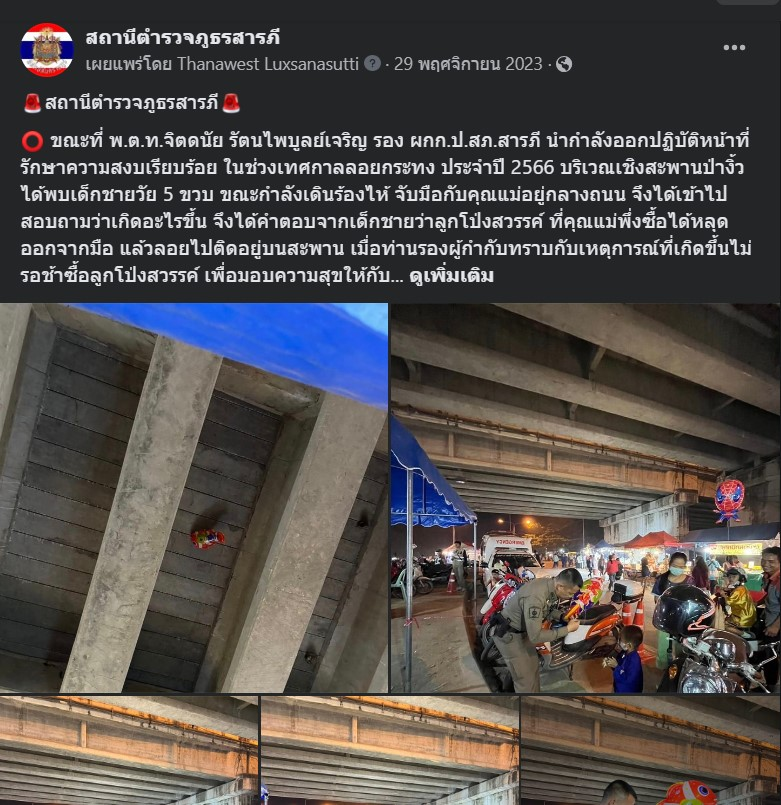 สถานีตำรวจภูธรสารภี
เผยแพร่โดย Thanawest Luxsanasutti · 29 พฤศจิกายน 2023 ·
🚨สถานีตำรวจภูธรสารภี🚨
⭕ ขณะที่ พ.ต.ท.จิตดนัย รัตนไพบูลย์เจริญ รอง ผกก.ป.สภ.สารภี นำกำลังออกปฏิบัติหน้าที่
รักษาความสงบเรียบร้อย ในช่วงเทศกาลลอยกระทง ประจำปี 2566 บริเวณเชิงสะพานป่างิ้ว
ได้พบเด็กชายวัย 5 ขวบ ขณะกำลังเดินร้องไห้ จับมือกับคุณแม่อยู่กลางถนน จึงได้เข้าไป
สอบถามว่าเกิดอะไรขึ้น จึงได้คำตอบจากเด็กชายว่าลูกโป่งสวรรค์ ที่คุณแม่พึ่งซื้อได้หลุด
ออกจากมือ แล้วลอยไปติดอยู่บนสะพาน เมื่อท่านรองผู้กำกับทราบกับเหตุการณ์ที่เกิดขึ้นไม่
รอช้าซื้อลูกโป่งสวรรค์ เพื่อมอบความสุขให้กับ... ดูเพิ่มเติม